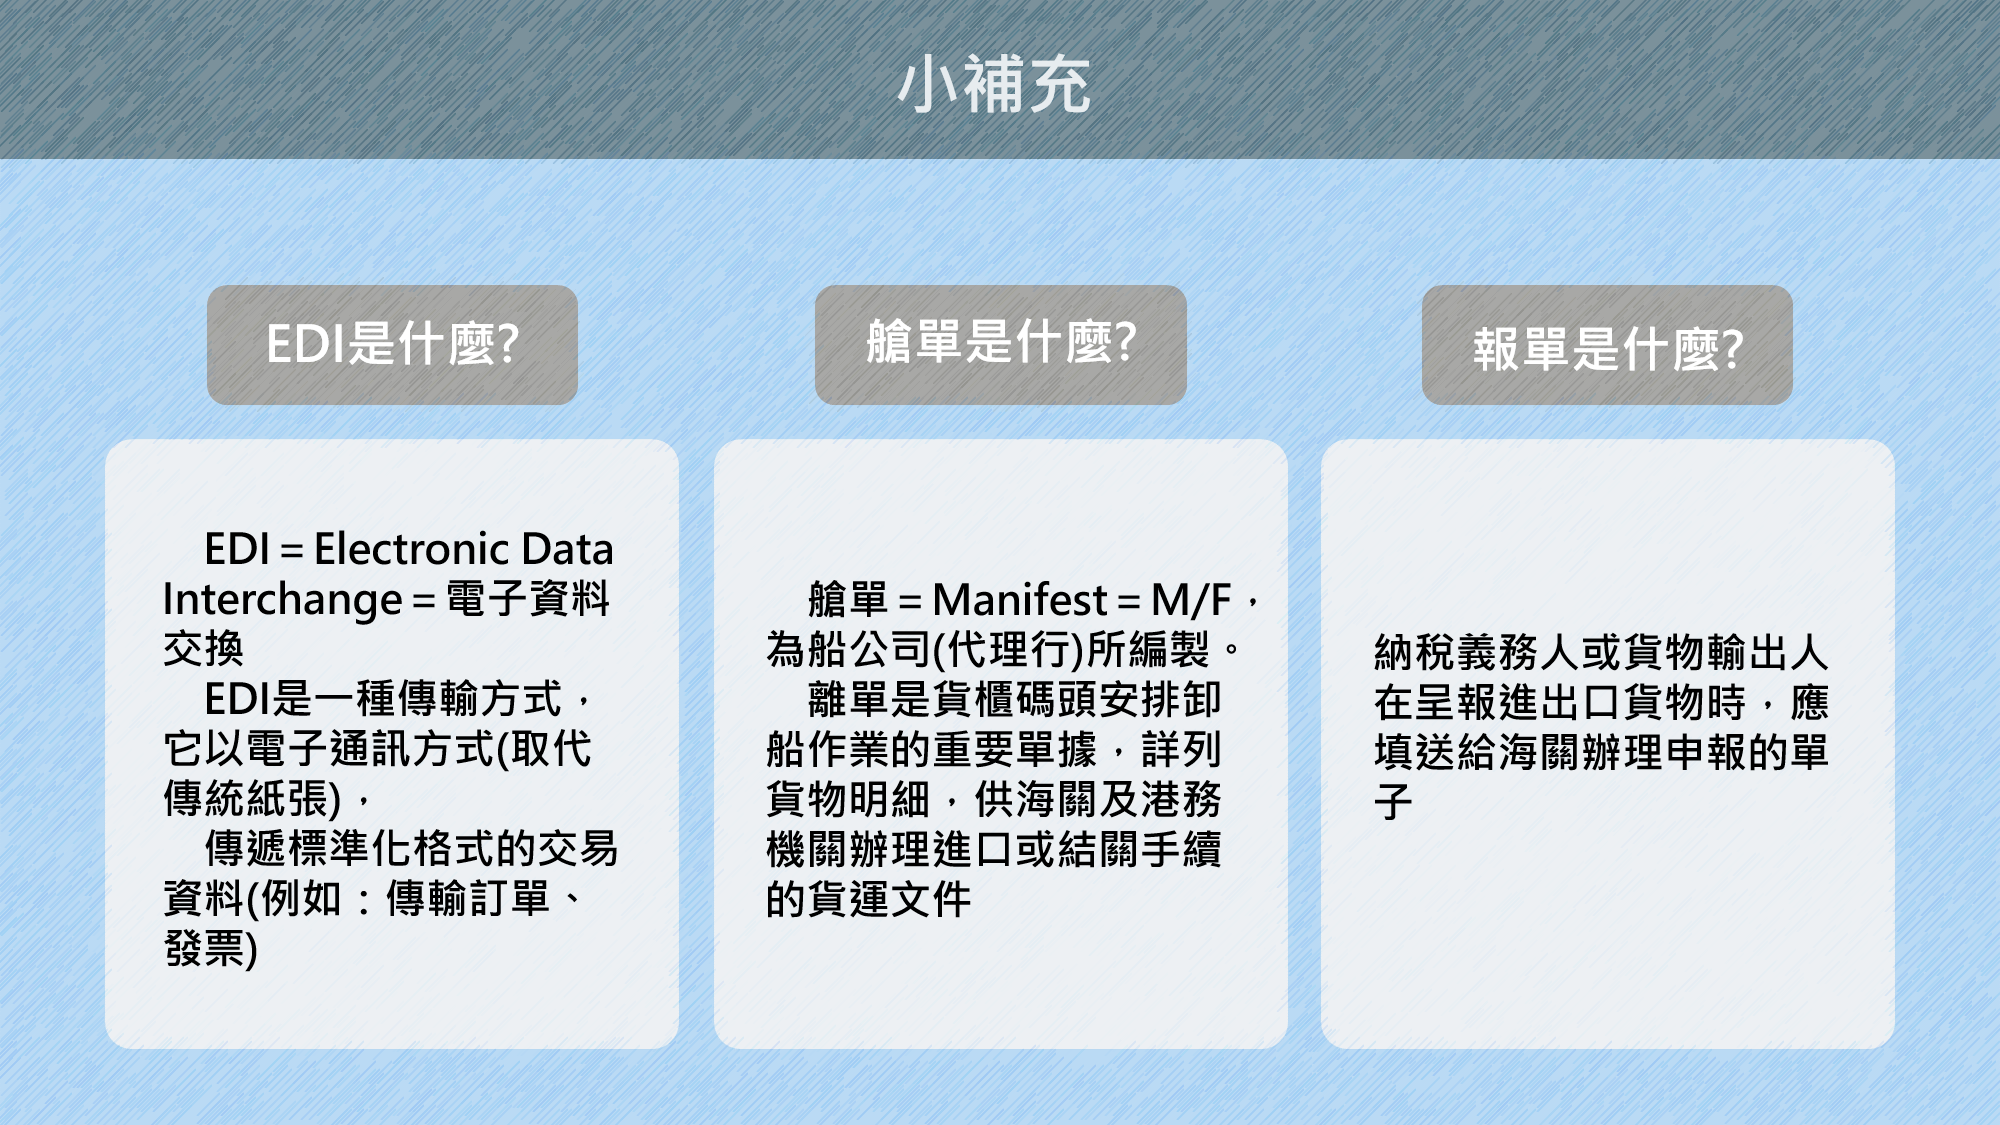 小補充
EDI是什麼?
EDI = Electronic Data
Interchange = 電子資料
交換
EDI是一種傳輸方式，
它以電子通訊方式(取代
傳統紙張)，
傳遞標準化格式的交易
資料(例如：傳輸訂單、
發票)
艙單是什麼?
艙單 = Manifest = M/F，
為船公司(代理行)所編製。
離單是貨櫃碼頭安排卸
船作業的重要單據，詳列
貨物明細，供海關及港務
機關辦理進口或結關手續
的貨運文件
報單是什麼?
納稅義務人或貨物輸出人
在呈報進出口貨物時，應
填送給海關辦理申報的單
子